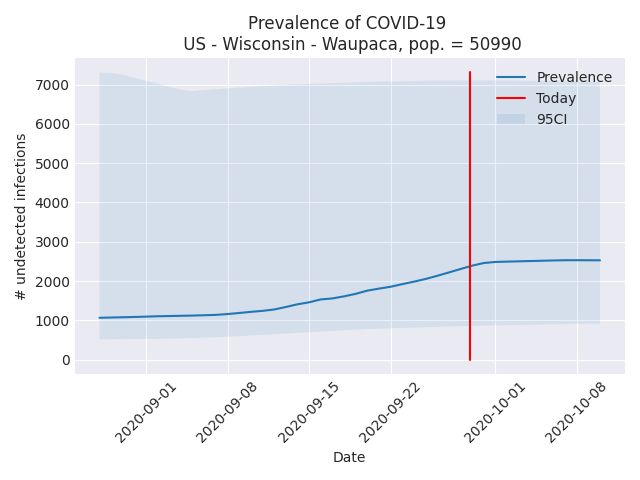 Prevalence of COVID-19
US - Wisconsin - Waupaca, pop. = 50990
Prevalence
Today
95CI
# undetected infections
7000
6000
5000
4000
3000
2000
1000
0
2020-09-01
2020-09-08
2020-09-15
2020-09-22
2020-10-01
2020-10-08
Date